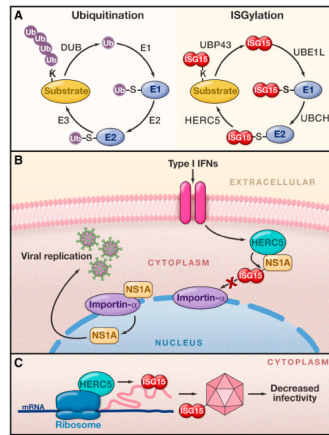 A
Ubiquitination
ISGylation
Ub
Ub
Ub
Ub
K
Substrate
DUB
Ub
E1
Ub-S-E1
E2
Ub-S-E2
E3
ISG15
K
Substrate
UBP43
ISG15
UBE1L
ISG15-S-E1
UBCH
ISG15-S-E2
HERC5
B
Type I IFNs
EXTRACELLULAR
HERC5
NS1A
ISG15
Viral replication
CYTOPLASM
NS1A
Importin-α
Importin-α
NS1A
NUCLEUS
C
CYTOPLASM
HERC5
ISG15
mRNA
Ribosome
ISG15
Decreased
infectivity